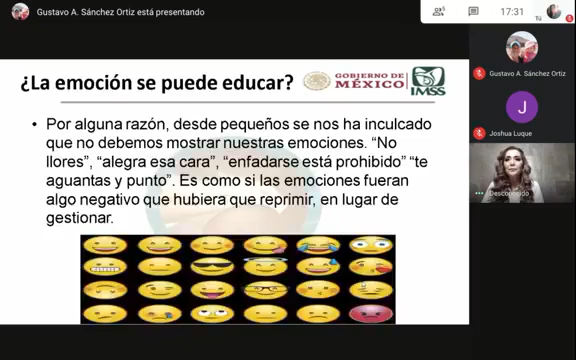 Gustavo A. Sánchez Ortiz está presentando
17:31
Tú
¿La emoción se puede educar?
GOBIERNO DE
MÉXICO
IMSS
• Por alguna razón, desde pequeños se nos ha inculcado
que no debemos mostrar nuestras emociones. “No
llores”, “alegra esa cara”, “enfadarse está prohibido” “te
aguantas y punto”. Es como si las emociones fueran
algo negativo que hubiera que reprimir, en lugar de
gestionar.
Gustavo A. Sánchez Ortiz
J
Joshua Luque
Desconocido